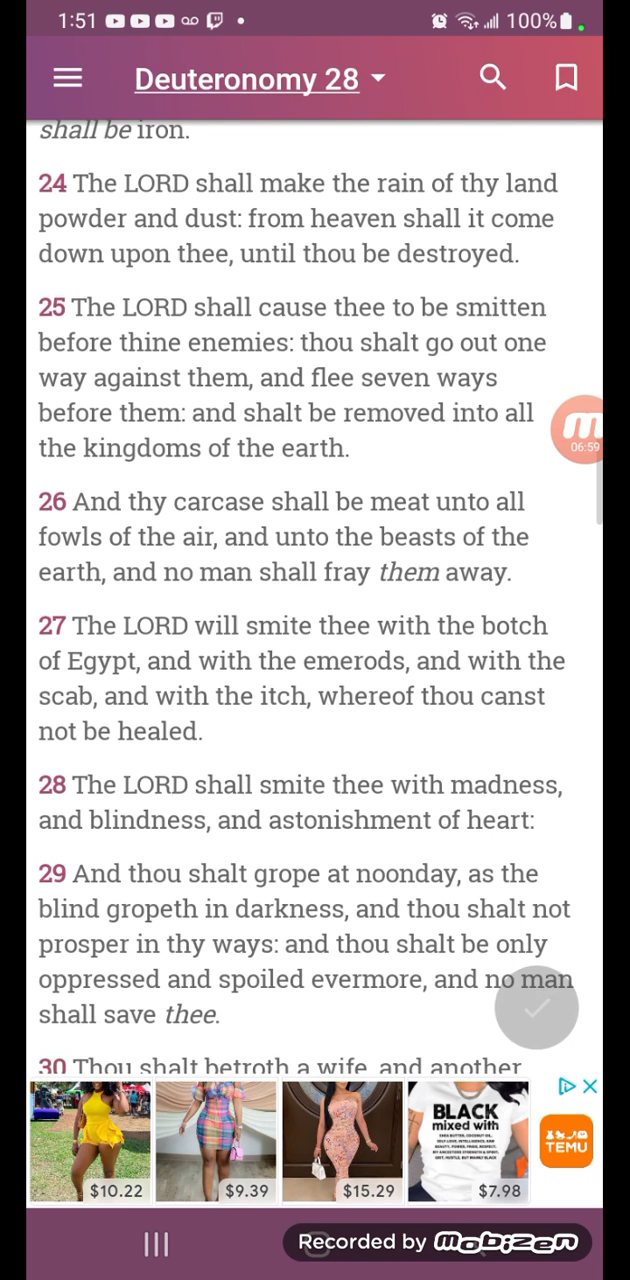 1:51
100%
Deuteronomy 28
shall be iron.
24 The LORD shall make the rain of thy land
powder and dust: from heaven shall it come
down upon thee, until thou be destroyed.
25 The LORD shall cause thee to be smitten
before thine enemies: thou shalt go out one
way against them, and flee seven ways
before them: and shalt be removed into all
the kingdoms of the earth.
06:59
26 And thy carcase shall be meat unto all
fowls of the air, and unto the beasts of the
earth, and no man shall fray them away.
27 The LORD will smite thee with the botch
of Egypt, and with the emerods, and with the
scab, and with the itch, whereof thou canst
not be healed.
28 The LORD shall smite thee with madness,
and blindness, and astonishment of heart:
29 And thou shalt grope at noonday, as the
blind gropeth in darkness, and thou shalt not
prosper in thy ways: and thou shalt be only
oppressed and spoiled evermore, and no man
shall save thee.
30 Thou shalt betroth a wife, and another
BLACK
mixed with
TEMU
$10.22
$9.39
$15.29
$7.98
Recorded by Mobizen